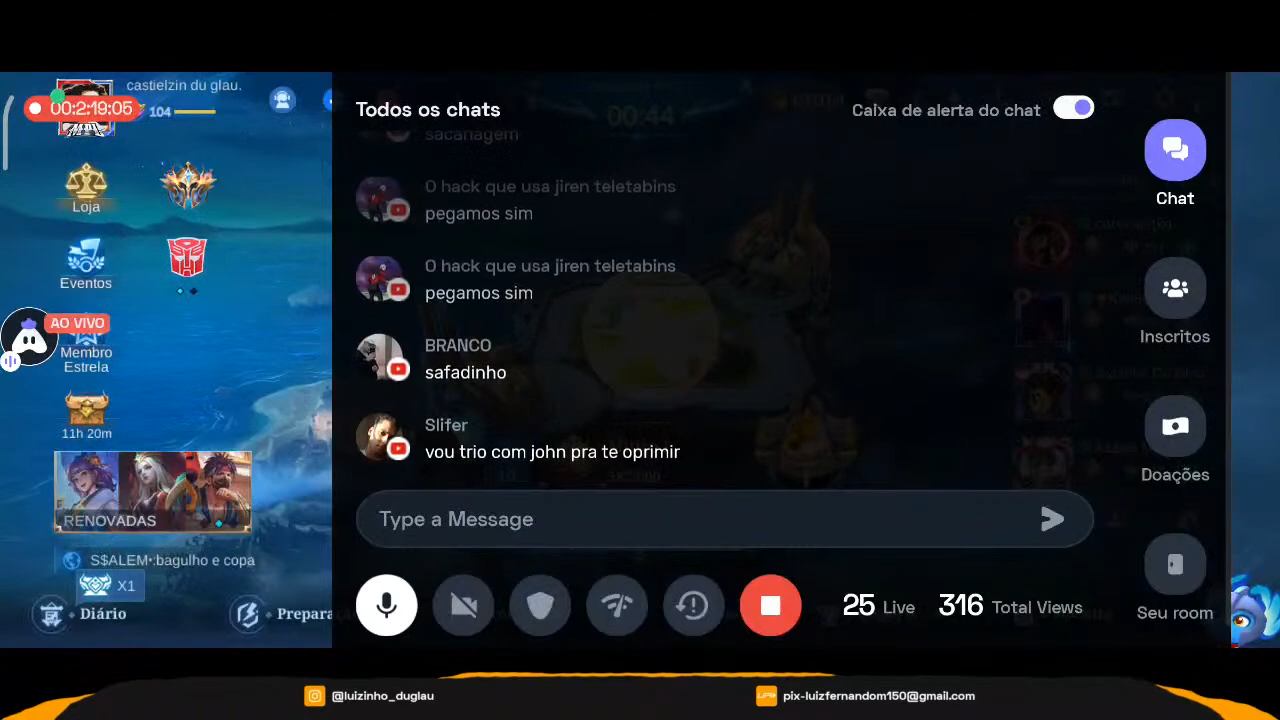 castielzin du glau.
00:2:19:05
104
Loja
Eventos
AO VIVO
Membro
Estrela
11h 20m
RENOVADAS
S$ALEM•:bagulho e copa
X1
Diário
Prepara
Todos os chats
Caixa de alerta do chat
00:44
sacanagem
O hack que usa jiren teletabins
pegamos sim
O hack que usa jiren teletabins
pegamos sim
BRANCO
safadinho
Slifer
vou trio com john pra te oprimir
Type a Message
25 Live
316 Total Views
Chat
Inscritos
Doações
Seu room
@luizinho_duglau
pix-luizfernandom150@gmail.com